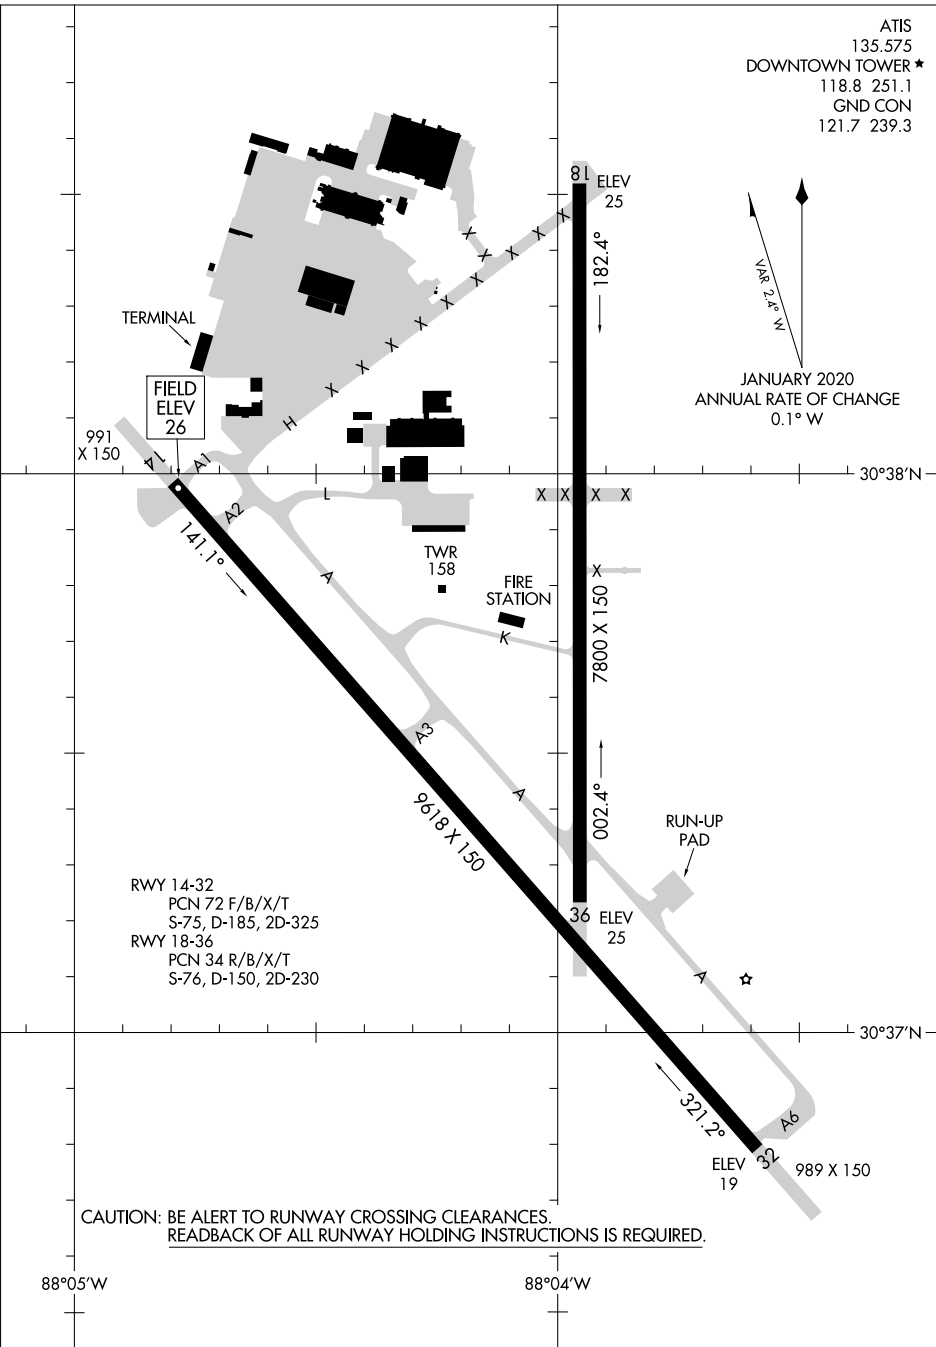 ATIS
135.575
DOWNTOWN TOWER
118.8 251.1
GND CON
121.7 239.3
18
ELEV
25
182.4°
VAR 2.4° W
JANUARY 2020
ANNUAL RATE OF CHANGE
0.1° W
X
X
X
X
X
X
X
X
X
X
X
X
H
TERMINAL
FIELD
ELEV
26
991
X 150
14
A1
30°38'N
A2
L
X X X X
141.1°
TWR
158
A
FIRE
STATION
X
K
7800 X 150
A3
A
9618 X 150
002.4°
RUN-UP
PAD
RWY 14-32
PCN 72 F/B/X/T
S-75, D-185, 2D-325
RWY 18-36
PCN 34 R/B/X/T
S-76, D-150, 2D-230
36
ELEV
25
A
30°37'N
321.2°
A6
ELEV
19
32
989 X 150
CAUTION: BE ALERT TO RUNWAY CROSSING CLEARANCES.
READBACK OF ALL RUNWAY HOLDING INSTRUCTIONS IS REQUIRED.
88°05'W
88°04'W